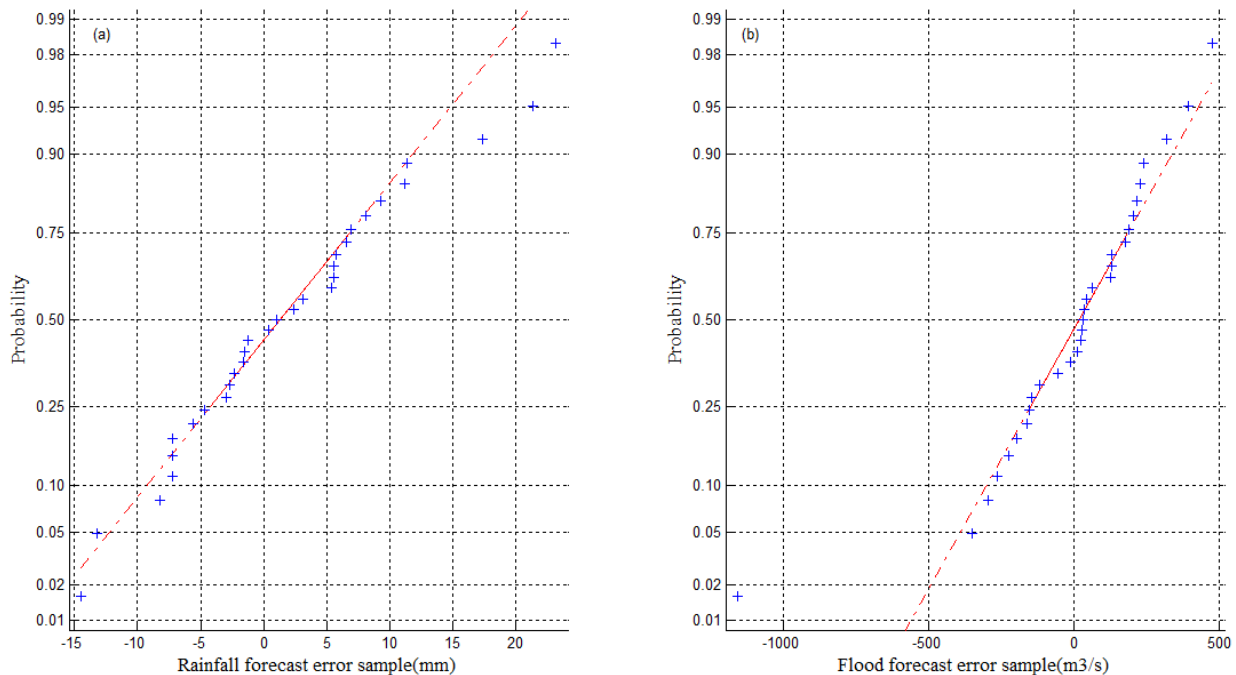 (a)
0.99
0.98
0.95
0.90
0.75
0.50
0.25
0.10
0.05
0.02
0.01
Probability
-15 -10 -5 0 5 10 15 20
Rainfall forecast error sample(mm)
(b)
0.99
0.98
0.95
0.90
0.75
0.50
0.25
0.10
0.05
0.02
0.01
Probability
-1000 -500 0 500
Flood forecast error sample(m3/s)